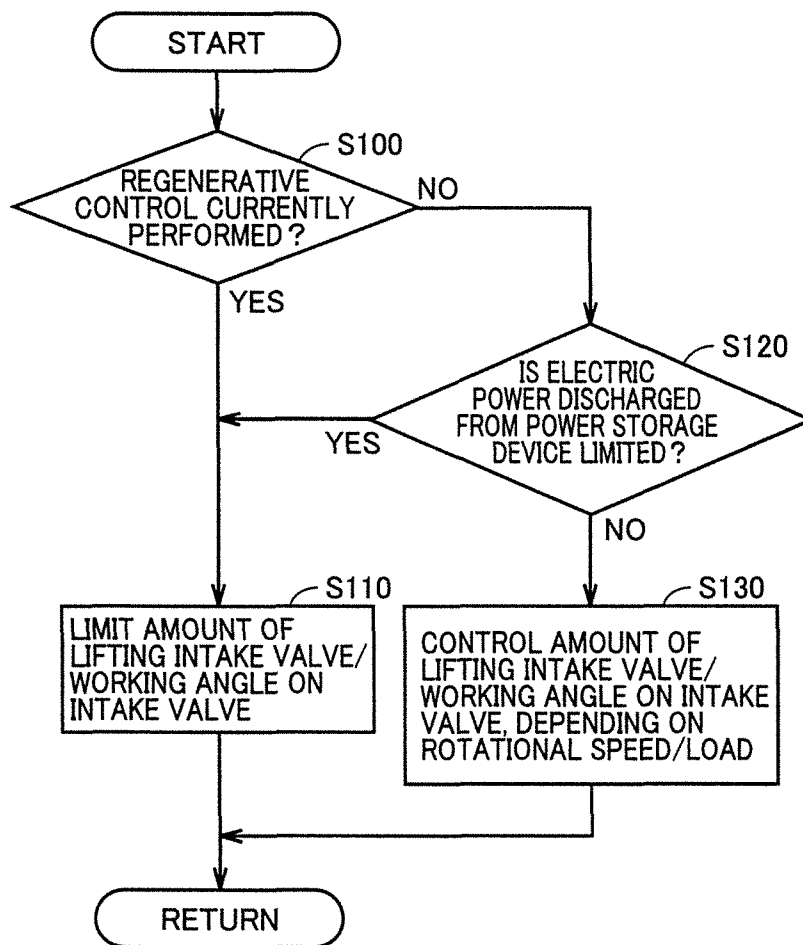 START
S100
REGENERATIVE
CONTROL CURRENTLY
PERFORMED?
NO
YES
S120
IS ELECTRIC
POWER DISCHARGED
FROM POWER STORAGE
DEVICE LIMITED?
YES
NO
S110
LIMIT AMOUNT OF
LIFTING INTAKE VALVE/
WORKING ANGLE ON
INTAKE VALVE
S130
CONTROL AMOUNT OF
LIFTING INTAKE VALVE/
WORKING ANGLE ON INTAKE
VALVE, DEPENDING ON
ROTATIONAL SPEED/LOAD
RETURN